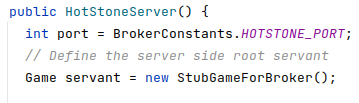 public HotStoneServer() {
int port = BrokerConstants.HOTSTONE_PORT;
// Define the server side root servant
Game servant = new StubGameForBroker();